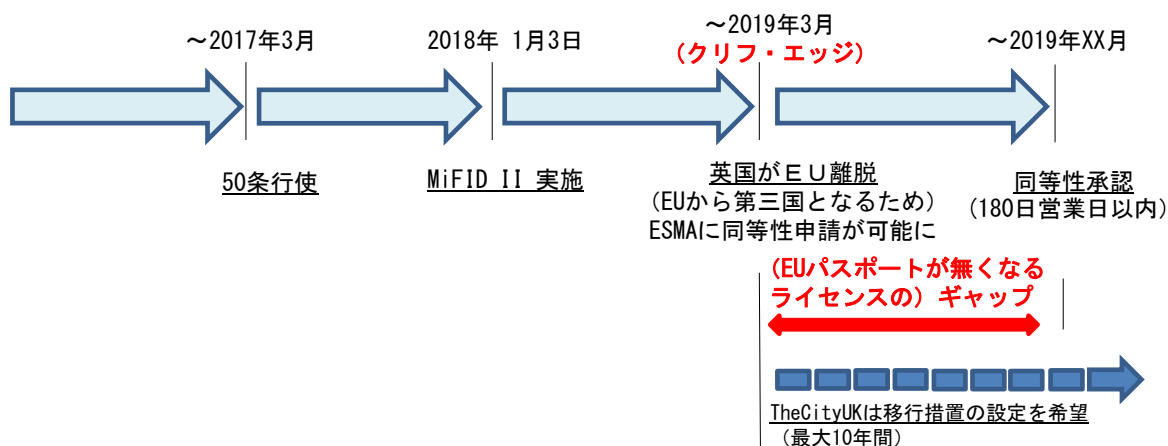 ～2017年3月
2018年 1月3日
～2019年3月
(クリフ・エッジ)
～2019年XX月
50条行使
MiFID II 実施
英国がＥＵ離脱
(EUから第三国となるため)
ESMAに同等性申請が可能に
同等性承認
(180日営業日以内)
(EUパスポートが無くなる
ライセンスの) ギャップ
TheCityUKは移行措置の設定を希望
(最大10年間)